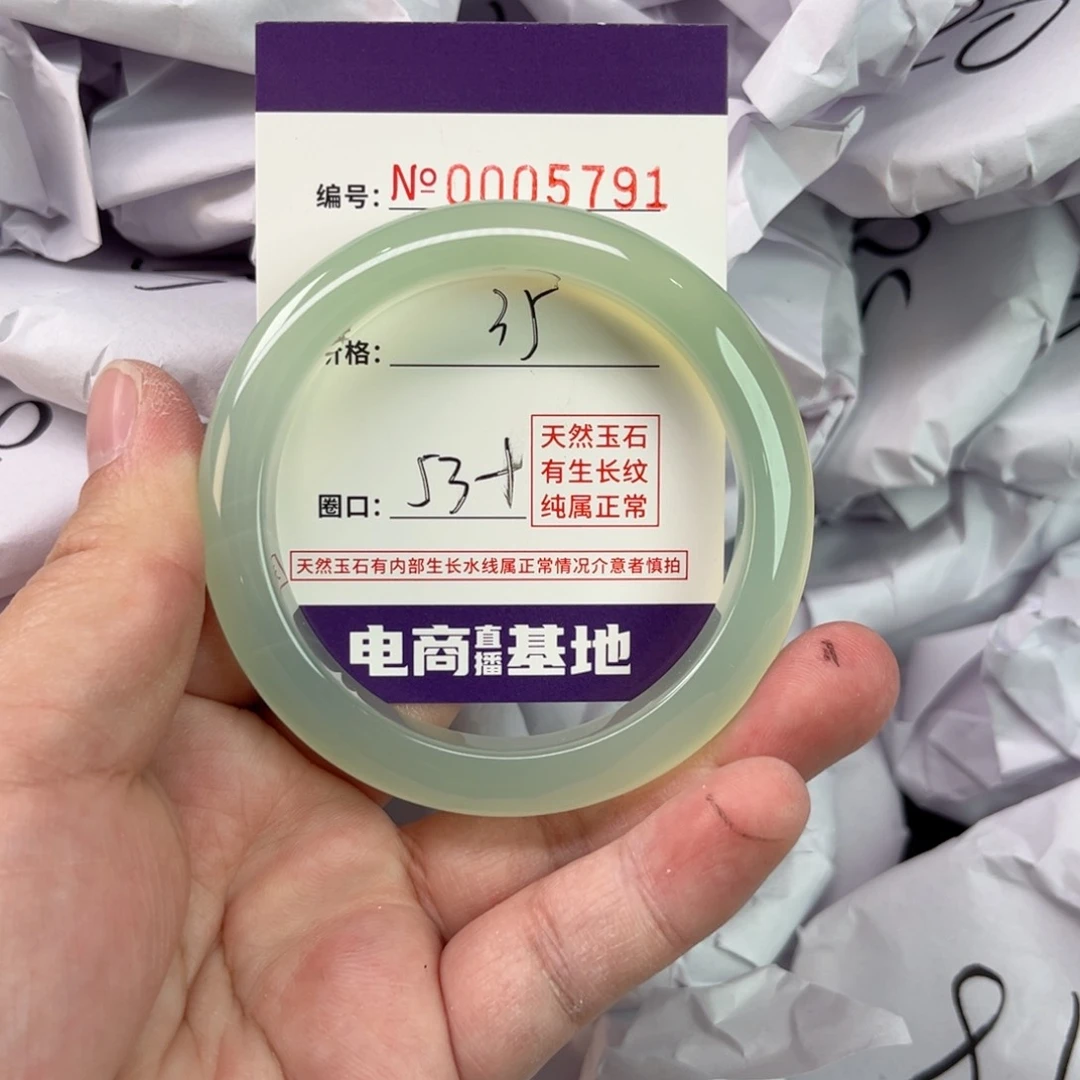 编号: №0005791
价格: 35
天然玉石
有生长纹
纯属正常
圈口: 53+
天然玉石有内部生长水线属正常情况介意者慎拍
电商直播基地
8